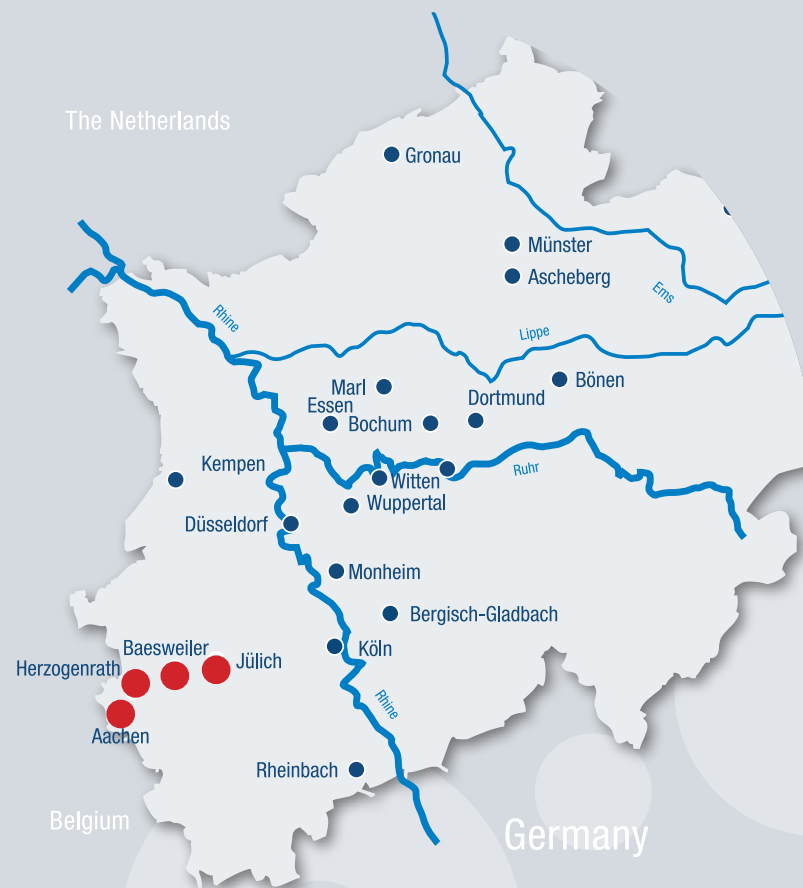 The Netherlands
Gronau
Münster
Ascheberg
Ems
Rhine
Lippe
Marl
Bönen
Essen
Dortmund
Bochum
Kempen
Witten
Ruhr
Wuppertal
Düsseldorf
Monheim
Bergisch-Gladbach
Baesweiler
Köln
Herzogenrath
Jülich
Rhine
Aachen
Rheinbach
Belgium
Germany